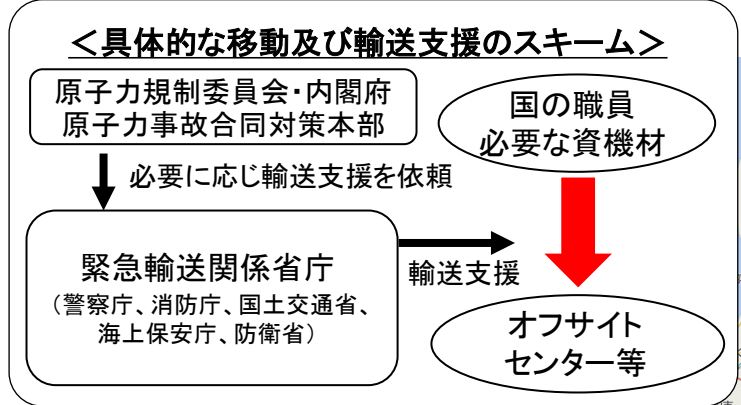 ＜具体的な移動及び輸送支援のスキーム＞
原子力規制委員会・内閣府
原子力事故合同対策本部
必要に応じ輸送支援を依頼
緊急輸送関係省庁
（警察庁、消防庁、国土交通省、
海上保安庁、防衛省）
輸送支援
国の職員
必要な資機材
オフサイト
センター等